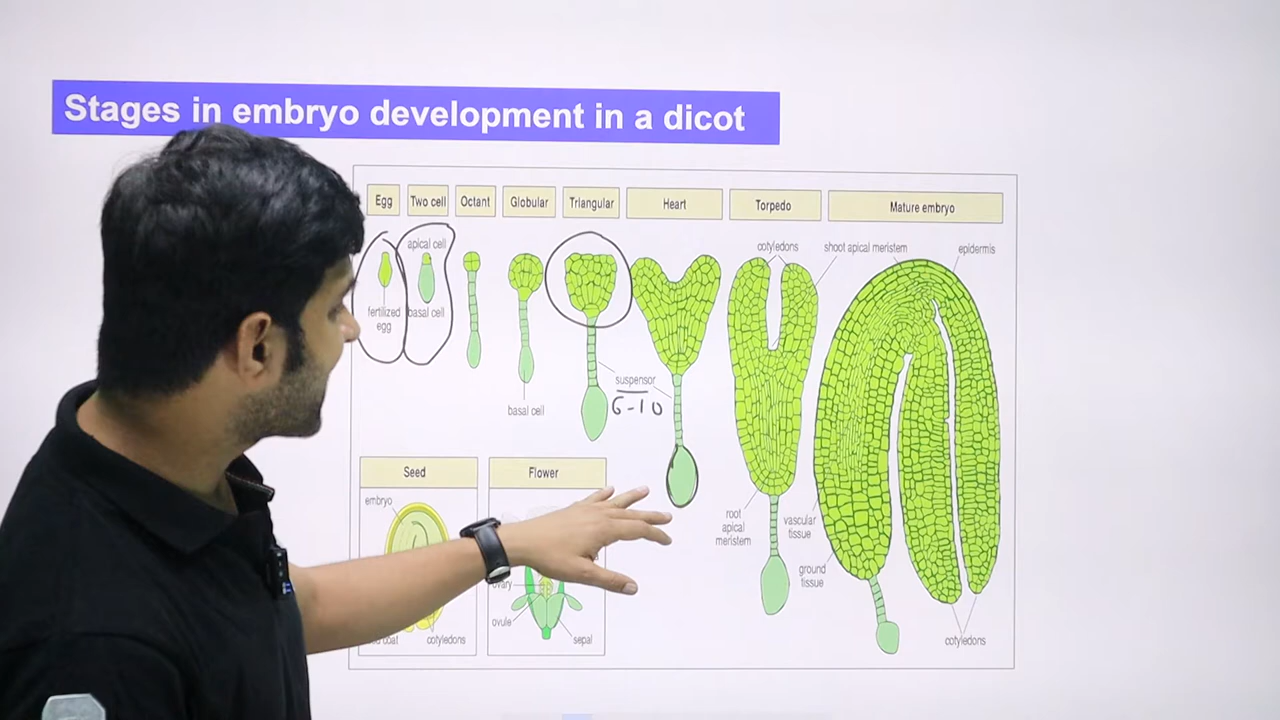 Stages in embryo development in a dicot
Egg Two cell Octant Globular Triangular Heart Torpedo Mature embryo
apical cell
cotyledons
shoot apical meristem
epidermis
fertilized
egg
basal cell
suspensor
6-10
basal cell
Seed
Flower
embryo
root
apical
meristem
vascular
tissue
ground
tissue
ovary
ovule
sepal
coat
cotyledons
cotyledons